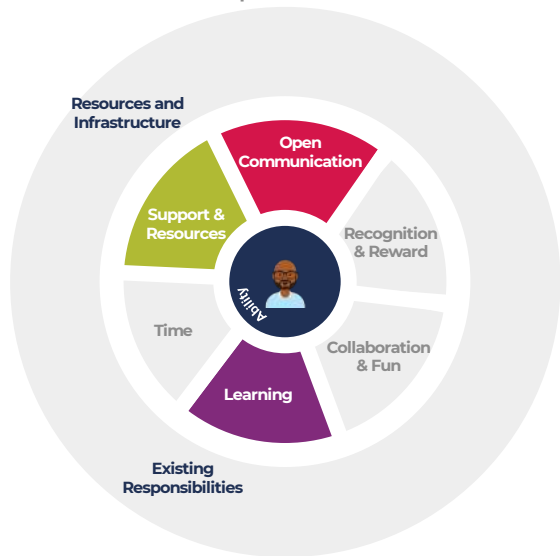 Resources and
Infrastructure
Open
Communication
Support &
Resources
Recognition
& Reward
Ability
Time
Collaboration
& Fun
Learning
Existing
Responsibilities